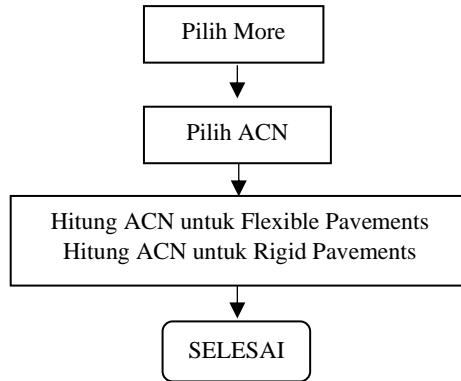 Pilih More
Pilih ACN
Hitung ACN untuk Flexible Pavements
Hitung ACN untuk Rigid Pavements
SELESAI